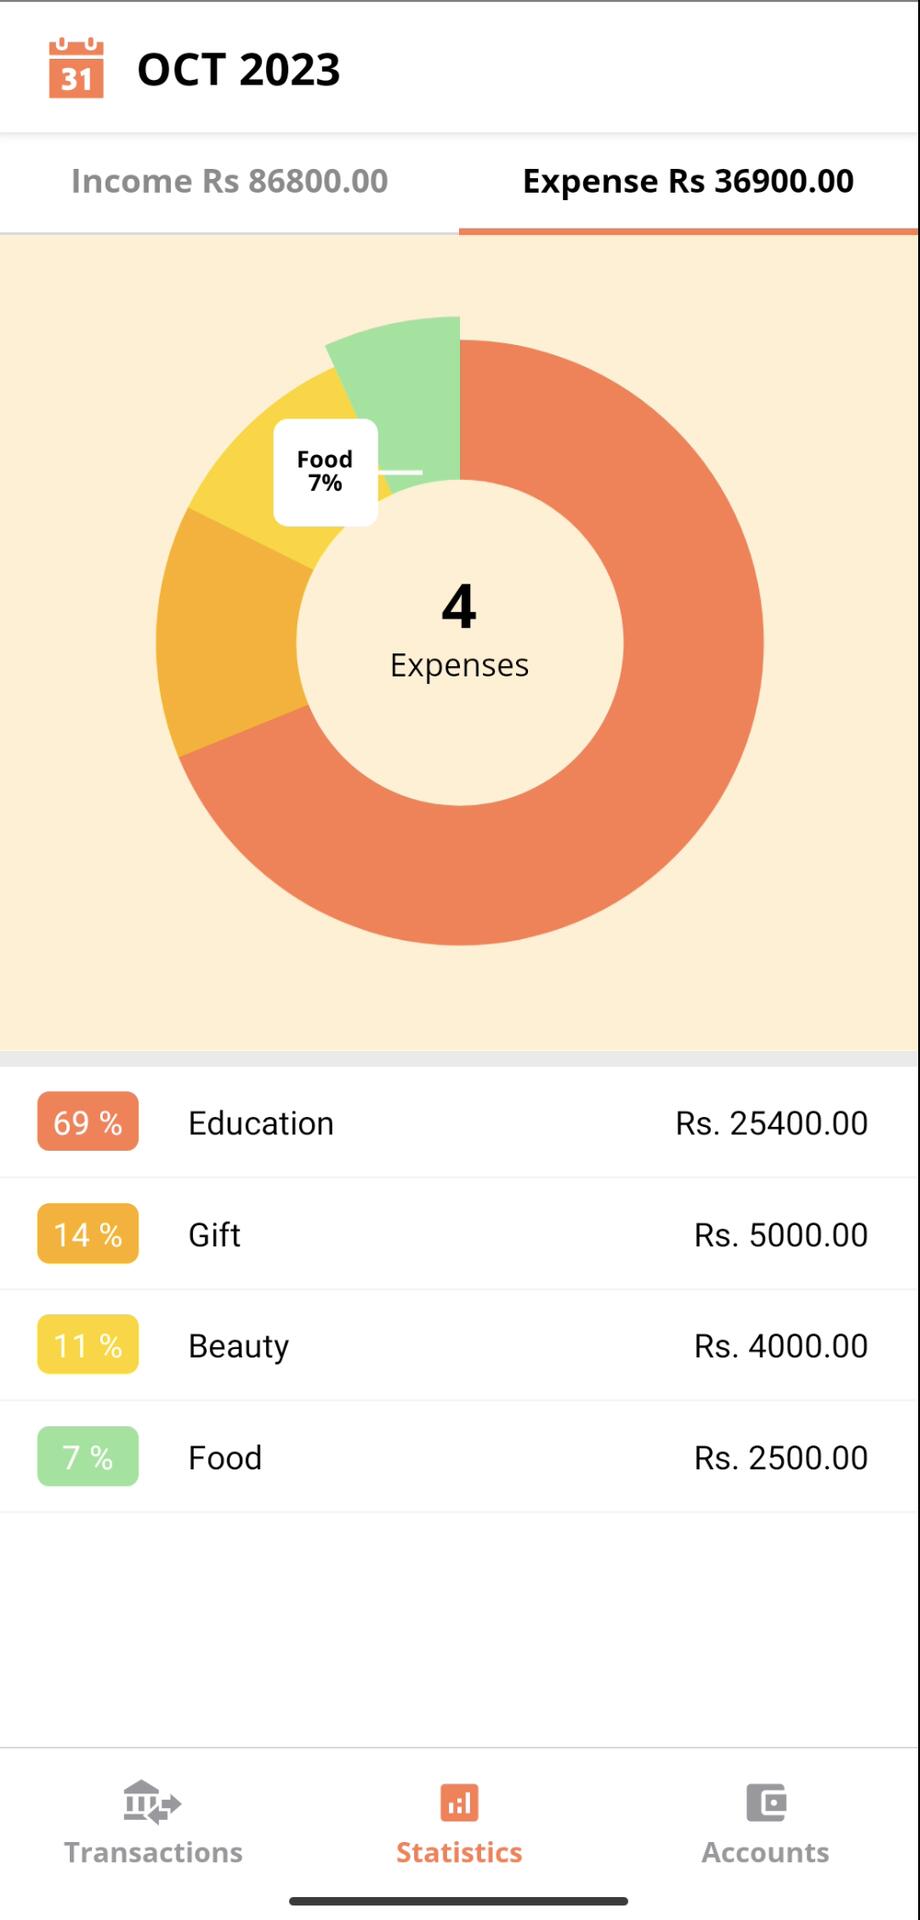 31
OCT 2023
Income Rs 86800.00
Expense Rs 36900.00
Food
7%
4
Expenses
69 % Education Rs. 25400.00
14 % Gift Rs. 5000.00
11 % Beauty Rs. 4000.00
7 % Food Rs. 2500.00
Transactions Statistics Accounts